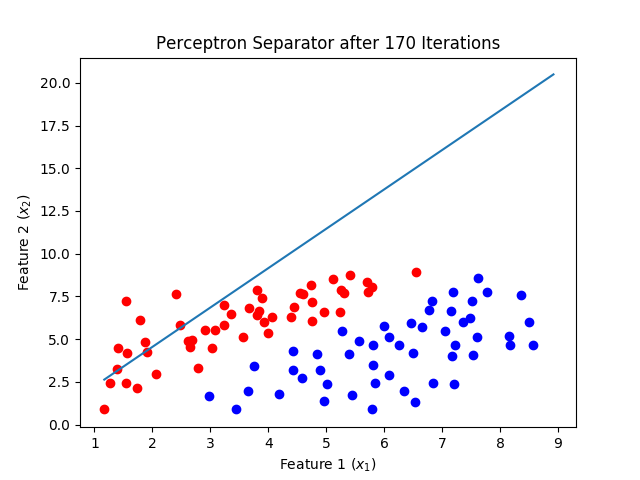 Perceptron Separator after 170 Iterations
20.0
17.5
15.0
12.5
10.0
7.5
5.0
2.5
0.0
Feature 2 (x₂)
1 2 3 4 5 6 7 8 9
Feature 1 (x₁)